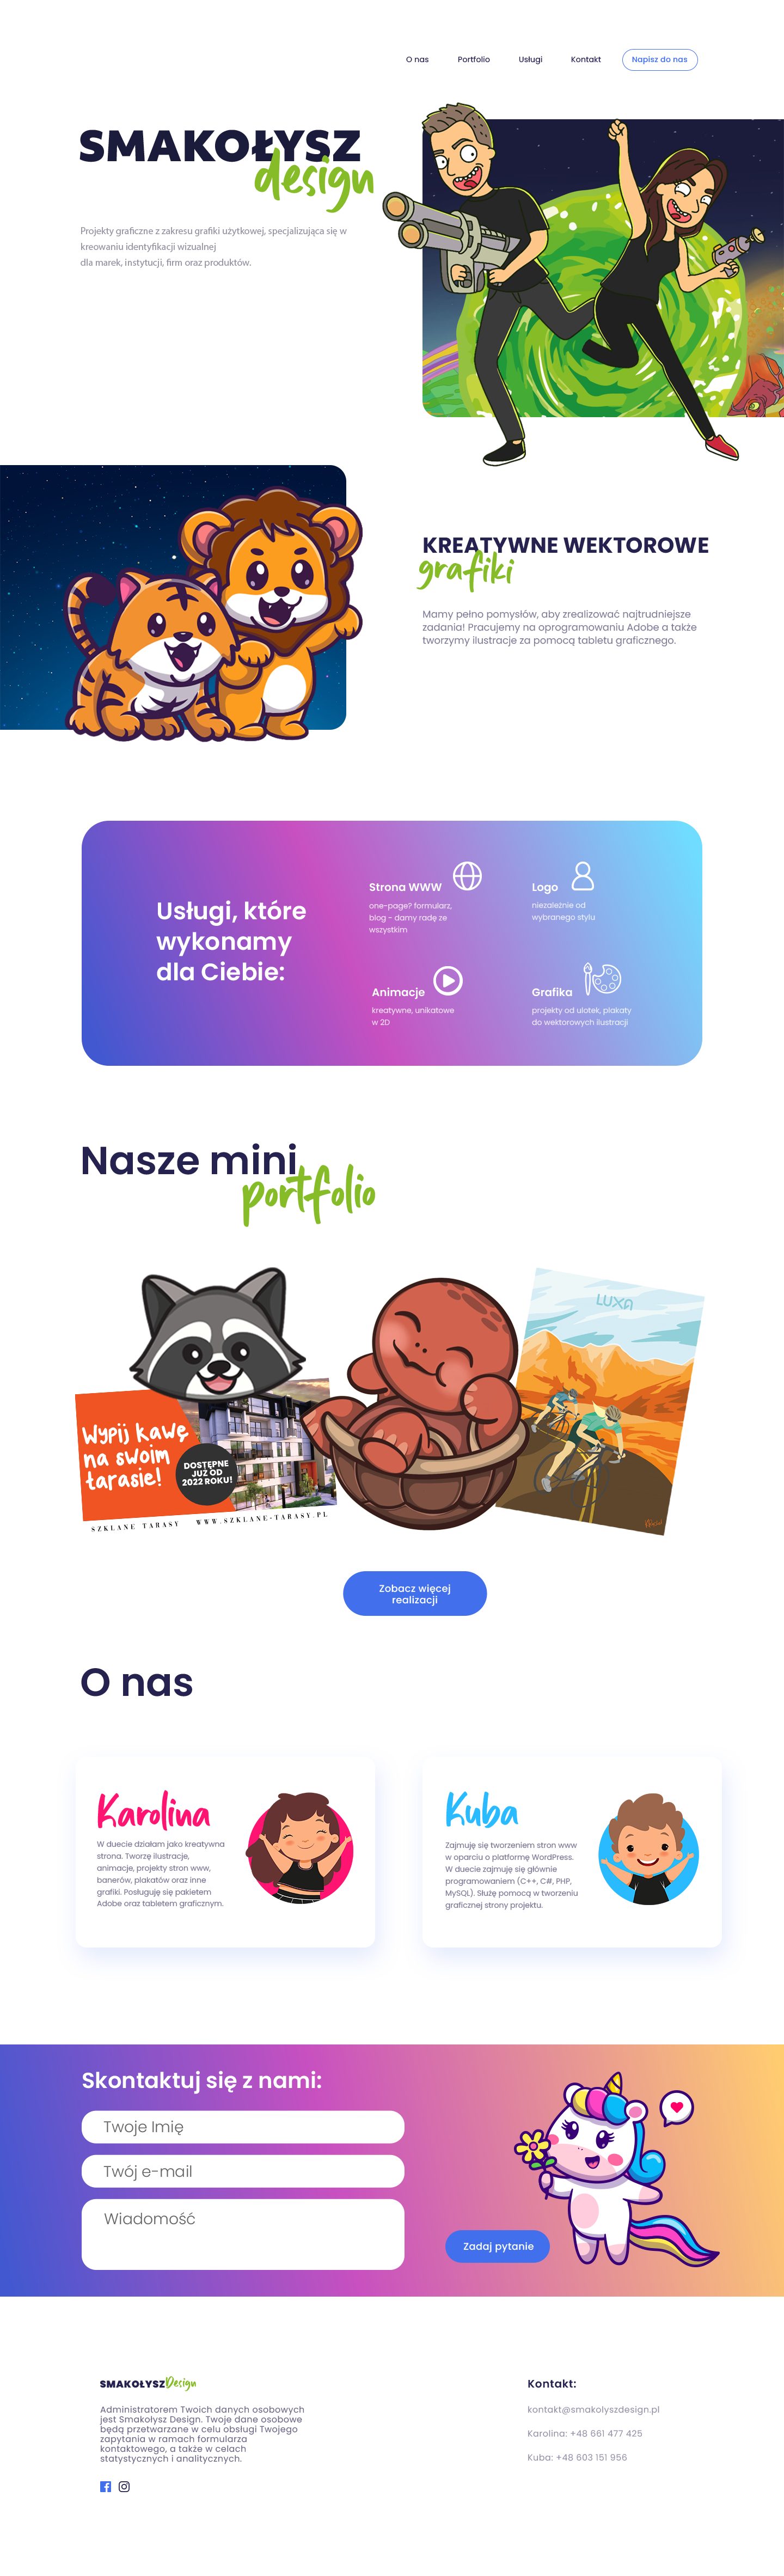 O nas
Portfolio
Usługi
Kontakt
Napisz do nas
SMAKOŁYSZ
design
Projekty graficzne z zakresu grafiki użytkowej, specjalizująca się w
kreowaniu identyfikacji wizualnej
dla marek, instytucji, firm oraz produktów.
KREATYWNE WEKTOROWE
grafiki
Mamy pełno pomysłów, aby zrealizować najtrudniejsze
zadania! Pracujemy na oprogramowaniu Adobe a także
tworzymy ilustracje za pomocą tabletu graficznego.
Usługi, które
wykonamy
dla Ciebie:
Strona WWW
one-page? formularz,
blog - damy radę ze
wszystkim
Logo
niezależnie od
wybranego stylu
Animacje
kreatywne, unikatowe
w 2D
Grafika
projekty od ulotek, plakaty
do wektorowych ilustracji
Nasze mini
portfolio
Wypij kawę
na swoim
tarasie!
DOSTĘPNE
JUŻ OD
2022 ROKU!
SZKLANE TARASY WWW.SZKLANE-TARASY.PL
LUXA
Zobacz więcej
realizacji
O nas
Karolina
W duecie działam jako kreatywna
strona. Tworzę ilustracje,
animacje, projekty stron www,
banerów, plakatów oraz inne
grafiki. Posługuję się pakietem
Adobe oraz tabletem graficznym.
Kuba
Zajmuję się tworzeniem stron www
w oparciu o platformę WordPress.
W duecie zajmuję się głównie
programowaniem (C++, C#, PHP,
MySQL). Służę pomocą w tworzeniu
graficznej strony projektu.
Skontaktuj się z nami:
Twoje Imię
Twój e-mail
Wiadomość
Zadaj pytanie
SMAKOŁYSZ Design
Administratorem Twoich danych osobowych
jest Smakołysz Design. Twoje dane osobowe
będą przetwarzane w celu obsługi Twojego
zapytania w ramach formularza
kontaktowego, a także w celach
statystycznych i analitycznych.
Kontakt:
kontakt@smakolyszdesign.pl
Karolina: +48 661 477 425
Kuba: +48 603 151 956